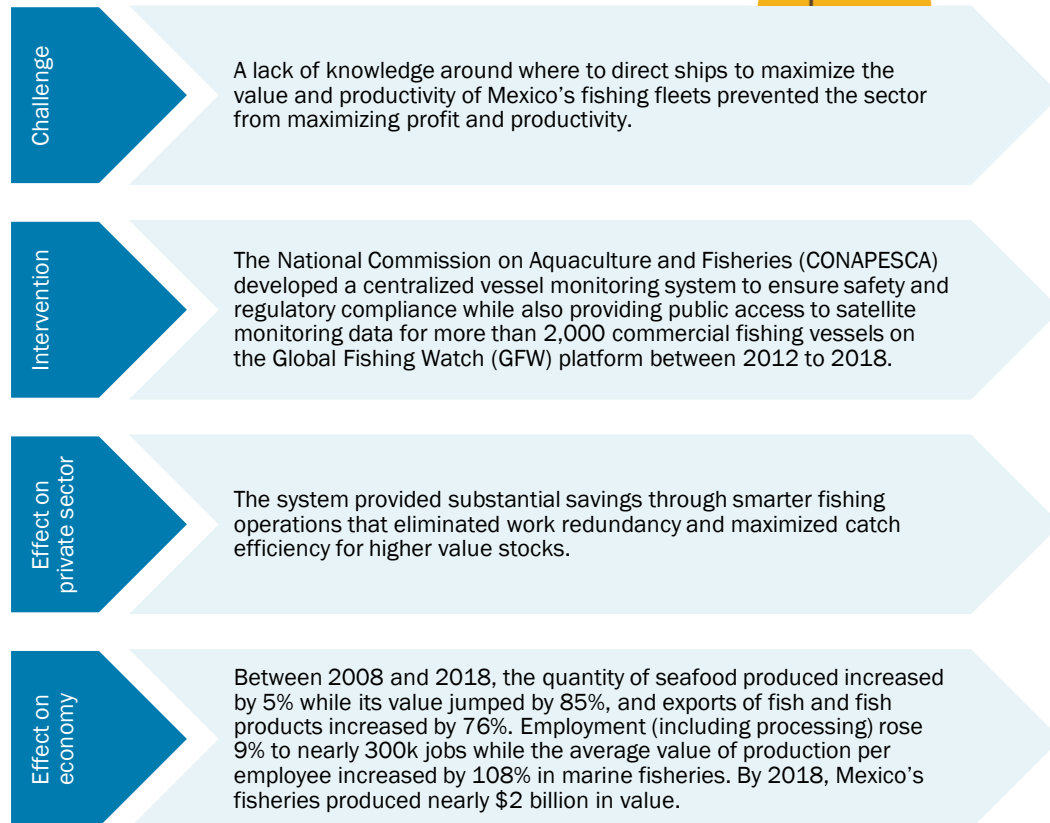 Challenge
A lack of knowledge around where to direct ships to maximize the
value and productivity of Mexico's fishing fleets prevented the sector
from maximizing profit and productivity.
Intervention
The National Commission on Aquaculture and Fisheries (CONAPESCA)
developed a centralized vessel monitoring system to ensure safety and
regulatory compliance while also providing public access to satellite
monitoring data for more than 2,000 commercial fishing vessels on
the Global Fishing Watch (GFW) platform between 2012 to 2018.
Effect on
private sector
The system provided substantial savings through smarter fishing
operations that eliminated work redundancy and maximized catch
efficiency for higher value stocks.
Effect on
economy
Between 2008 and 2018, the quantity of seafood produced increased
by 5% while its value jumped by 85%, and exports of fish and fish
products increased by 76%. Employment (including processing) rose
9% to nearly 300k jobs while the average value of production per
employee increased by 108% in marine fisheries. By 2018, Mexico's
fisheries produced nearly $2 billion in value.